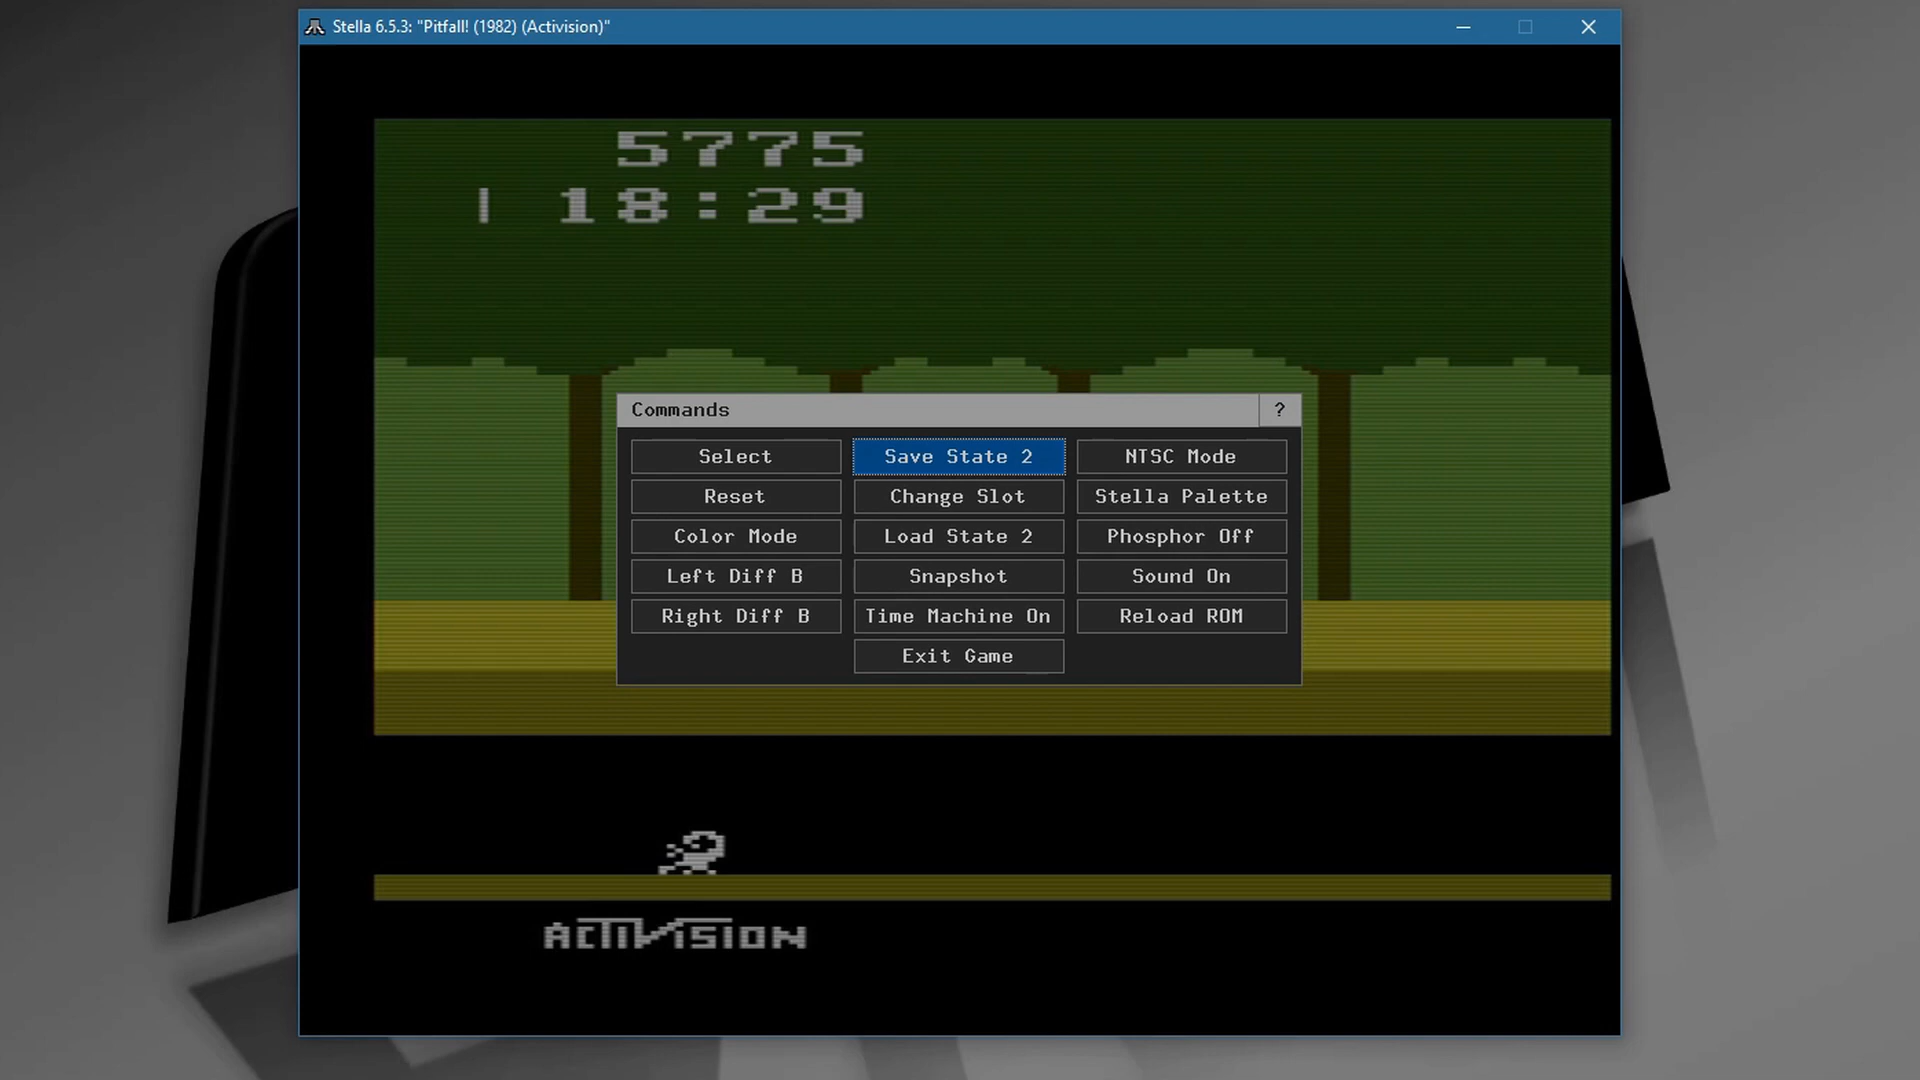 Stella 6.5.3: "Pitfall! (1982) (Activision)"
5775
| 18:29
Commands ?
Select Save State 2 NTSC Mode
Reset Change Slot Stella Palette
Color Mode Load State 2 Phosphor Off
Left Diff B Snapshot Sound On
Right Diff B Time Machine On Reload ROM
Exit Game
ACTIVISION